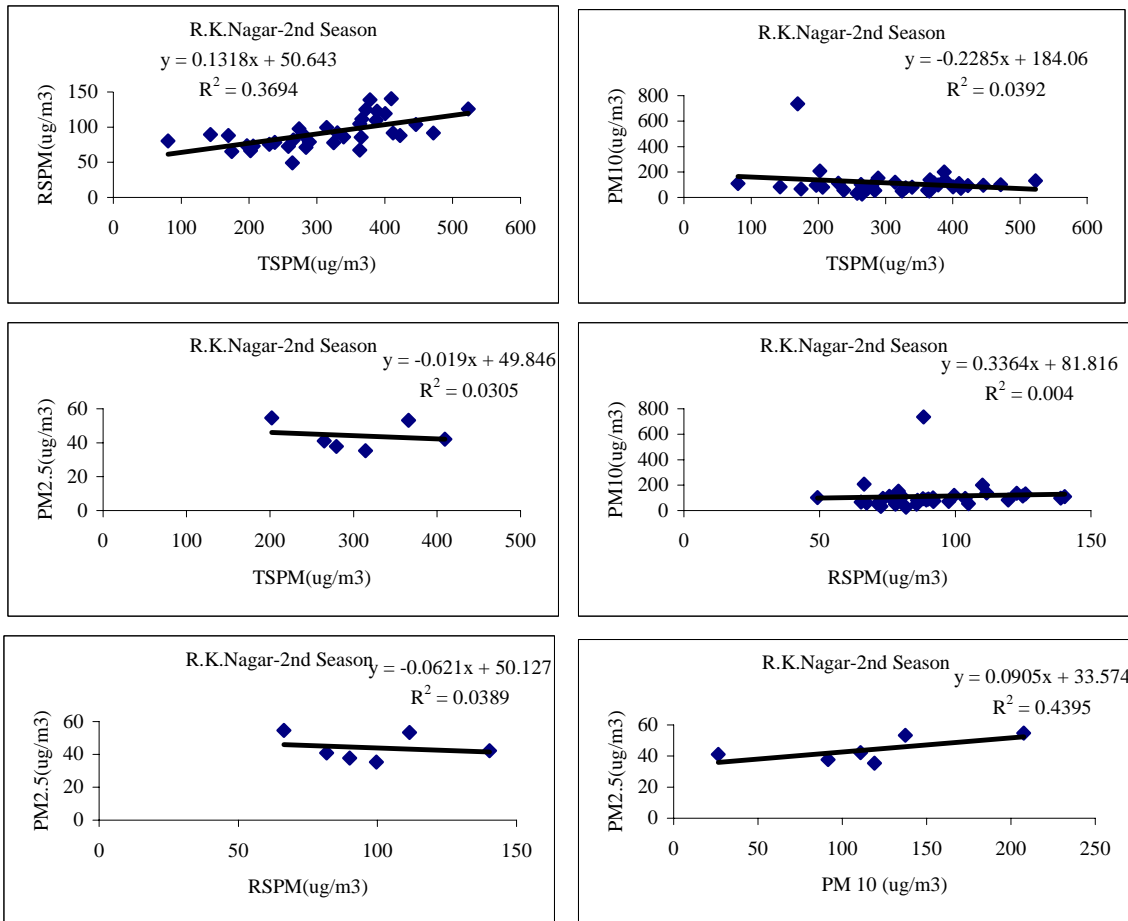 R.K.Nagar-2nd Season
y = 0.1318x + 50.643
R² = 0.3694
RSPM(ug/m3)
150
100
50
0
0 100 200 300 400 500 600
TSPM(ug/m3)
R.K.Nagar-2nd Season
y = -0.2285x + 184.06
R² = 0.0392
PM10(ug/m3)
800
600
400
200
0
0 100 200 300 400 500 600
TSPM(ug/m3)
R.K.Nagar-2nd Season
y = -0.019x + 49.846
R² = 0.0305
PM2.5(ug/m3)
60
40
20
0
0 100 200 300 400 500
TSPM(ug/m3)
R.K.Nagar-2nd Season
y = 0.3364x + 81.816
R² = 0.004
PM10(ug/m3)
800
600
400
200
0
0 50 100 150
RSPM(ug/m3)
R.K.Nagar-2nd Season
y = -0.0621x + 50.127
R² = 0.0389
PM2.5(ug/m3)
60
40
20
0
0 50 100 150
RSPM(ug/m3)
R.K.Nagar-2nd Season
y = 0.0905x + 33.574
R² = 0.4395
PM2.5(ug/m3)
60
40
20
0
0 50 100 150 200 250
PM 10 (ug/m3)